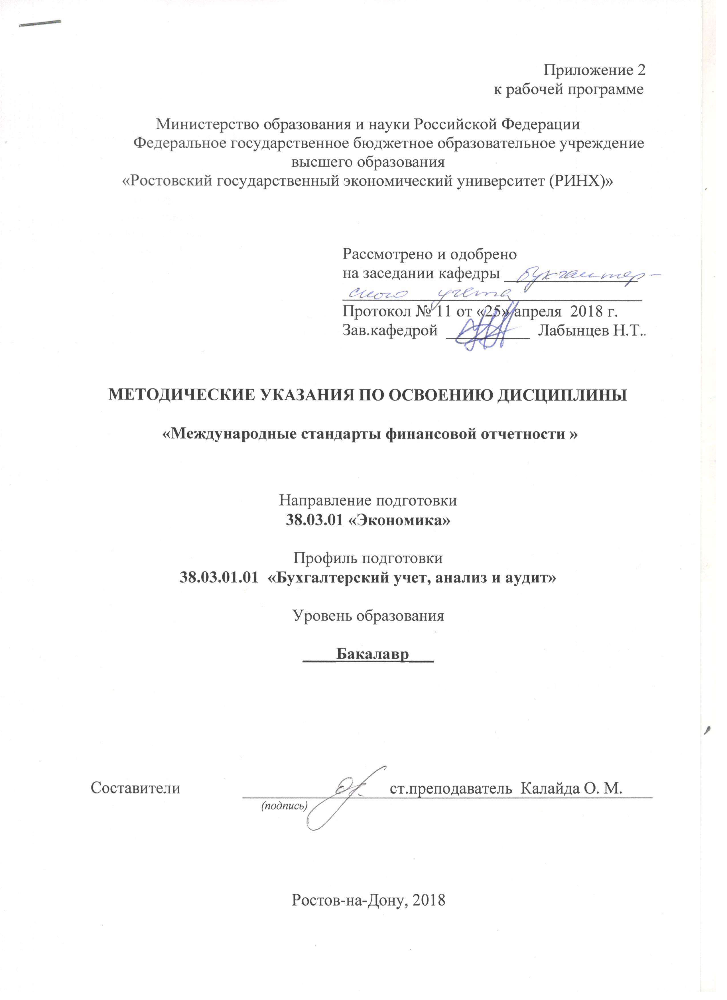 Приложение 2
к рабочей программе
Министерство образования и науки Российской Федерации
Федеральное государственное бюджетное образовательное учреждение
высшего образования
«Ростовский государственный экономический университет (РИНХ)»
Рассмотрено и одобрено
на заседании кафедры бухгалтер-
ского учета
Протокол № 11 от «25» апреля 2018 г.
Зав.кафедрой Лабынцев Н.Т..
МЕТОДИЧЕСКИЕ УКАЗАНИЯ ПО ОСВОЕНИЮ ДИСЦИПЛИНЫ
«Международные стандарты финансовой отчетности »
Направление подготовки
38.03.01 «Экономика»
Профиль подготовки
38.03.01.01 «Бухгалтерский учет, анализ и аудит»
Уровень образования
Бакалавр
Составители ст.преподаватель Калайда О. М.
(подпись)
Ростов-на-Дону, 2018